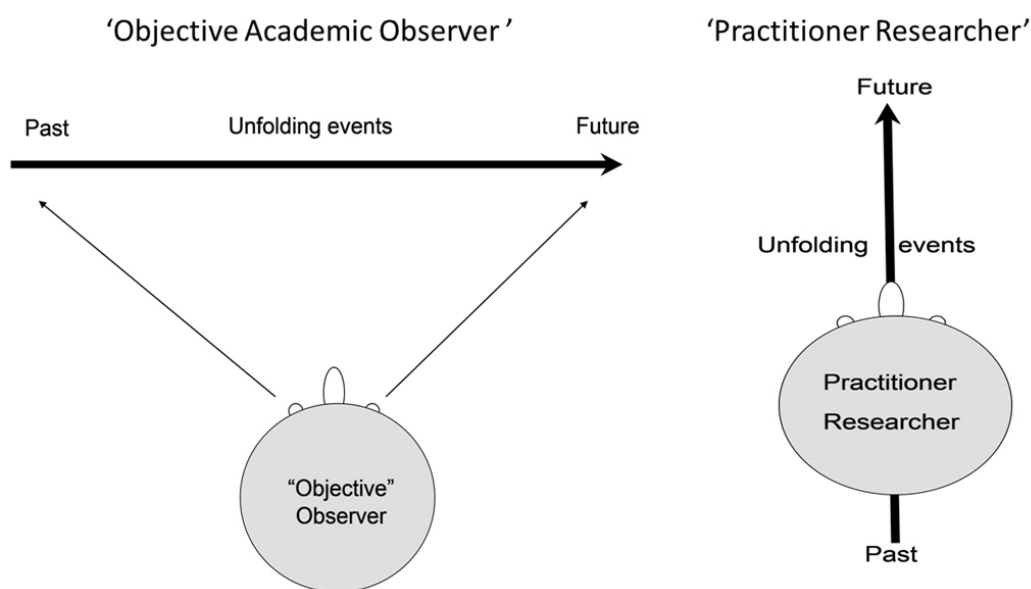 ‘Objective Academic Observer ’
Past Unfolding events Future
“Objective”
Observer
‘Practitioner Researcher’
Future
Unfolding events
Practitioner
Researcher
Past